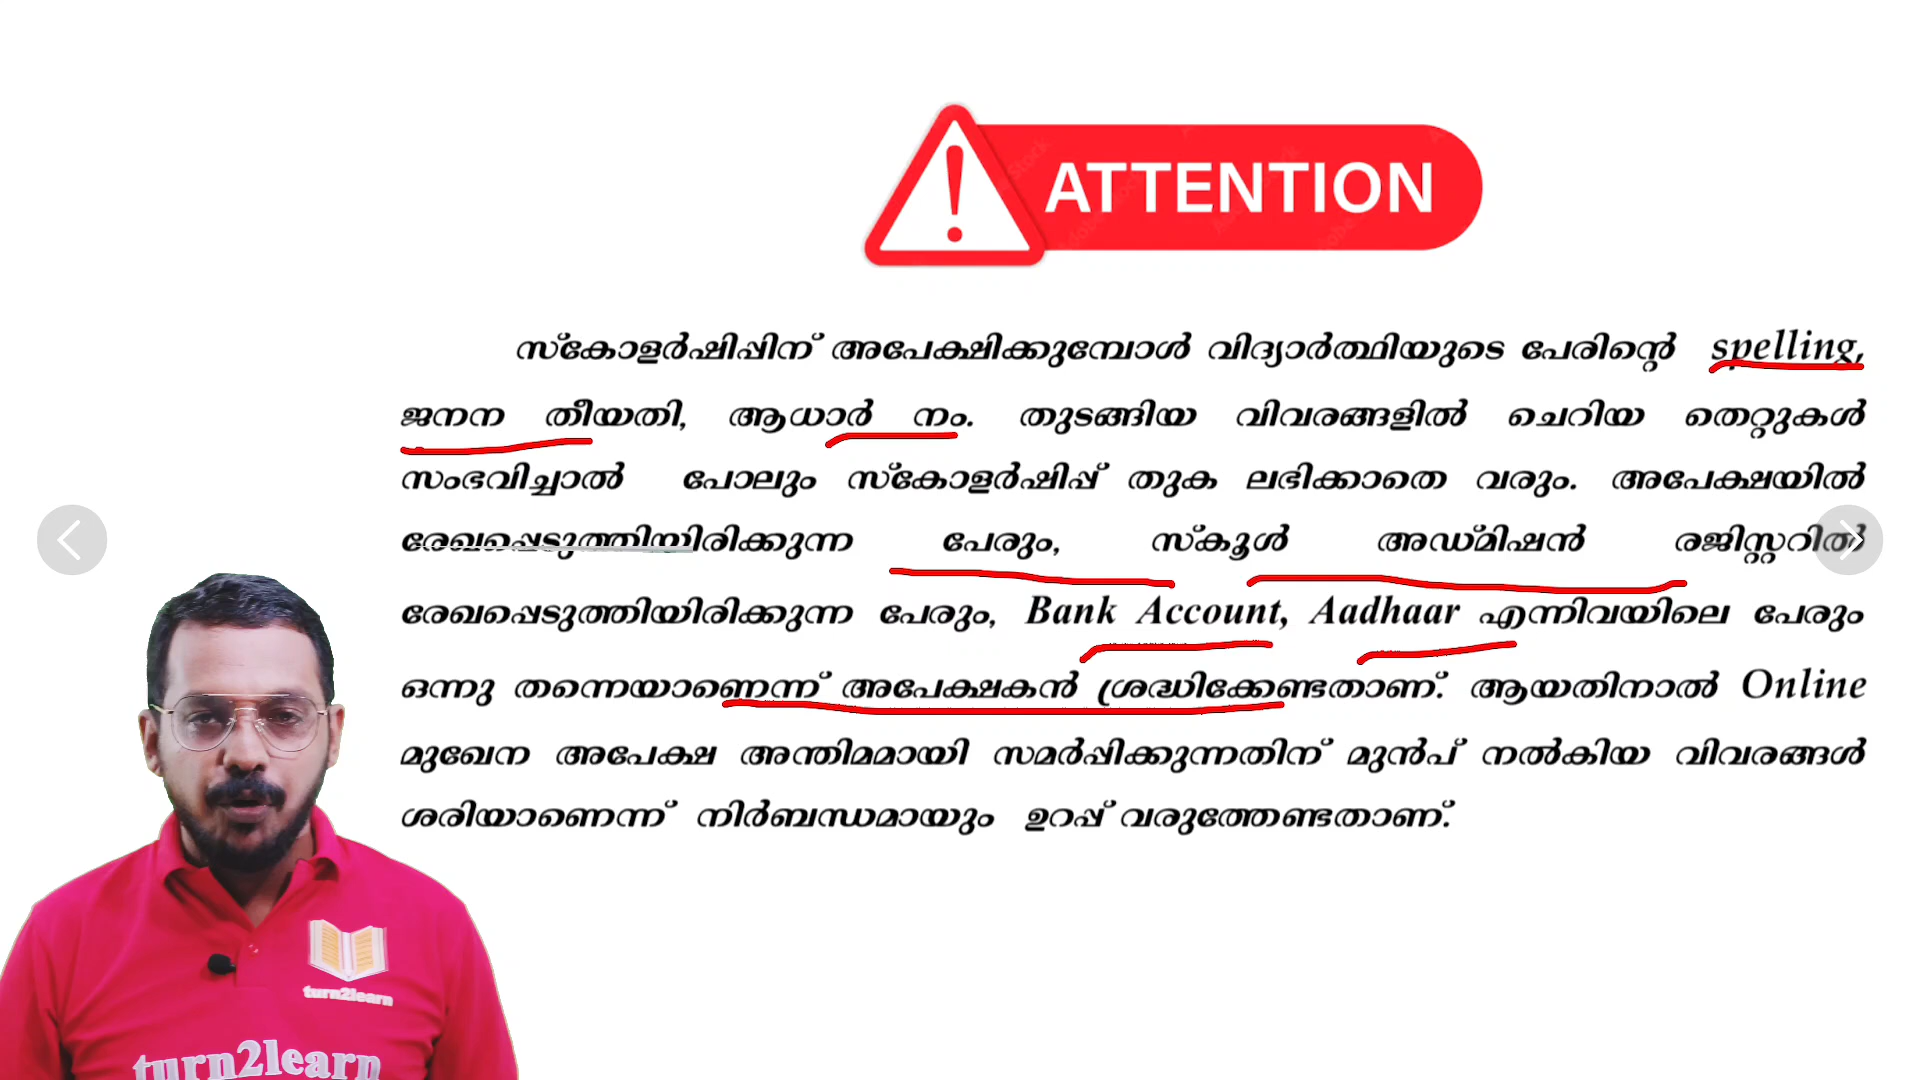 ATTENTION
സ്കോളർഷിപ്പിന് അപേക്ഷിക്കുമ്പോൾ വിദ്യാർത്ഥിയുടെ പേരിന്റെ spelling,
ജനന തീയതി, ആധാർ നം. തുടങ്ങിയ വിവരങ്ങളിൽ ചെറിയ തെറ്റുകൾ
സംഭവിച്ചാൽ പോലും സ്കോളർഷിപ്പ് തുക ലഭിക്കാതെ വരും. അപേക്ഷയിൽ
രേഖപ്പെടുത്തിയിരിക്കുന്ന പേരും, സ്കൂൾ അഡ്മിഷൻ രജിസ്റ്ററിൽ
രേഖപ്പെടുത്തിയിരിക്കുന്ന പേരും, Bank Account, Aadhaar എന്നിവയിലെ പേരും
ഒന്നു തന്നെയാണെന്ന് അപേക്ഷകൻ ശ്രദ്ധിക്കേണ്ടതാണ്. ആയതിനാൽ Online
മുഖേന അപേക്ഷ അന്തിമമായി സമർപ്പിക്കുന്നതിന് മുൻപ് നൽകിയ വിവരങ്ങൾ
ശരിയാണെന്ന് നിർബന്ധമായും ഉറപ്പ് വരുത്തേണ്ടതാണ്.
turn2learn
turn2learn